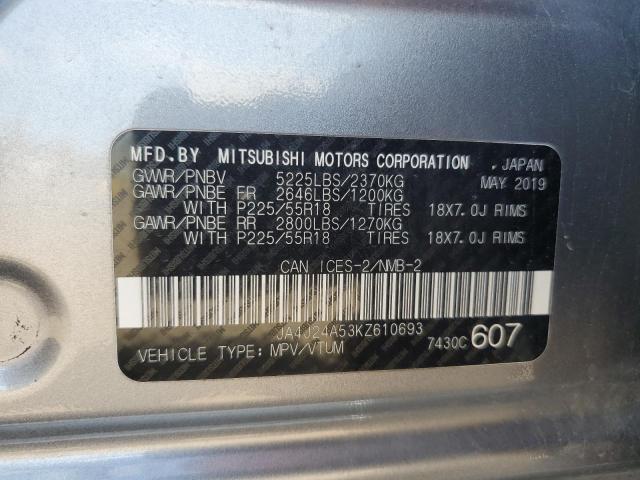 MFD.BY MITSUBISHI MOTORS CORPORATION , JAPAN
GVWR/PNBV 5225LBS/2370KG MAY 2019
GAWR/PNBE FR 2646LBS/1200KG
WITH P225/55R18 TIRES 18X7.0J RIMS
GAWR/PNBE RR 2800LBS/1270KG
WITH P225/55R18 TIRES 18X7.0J RIMS
CAN ICES-2/NMB-2
JA4J24A53KZ610693
VEHICLE TYPE: MPV/VTUM 7430C 607